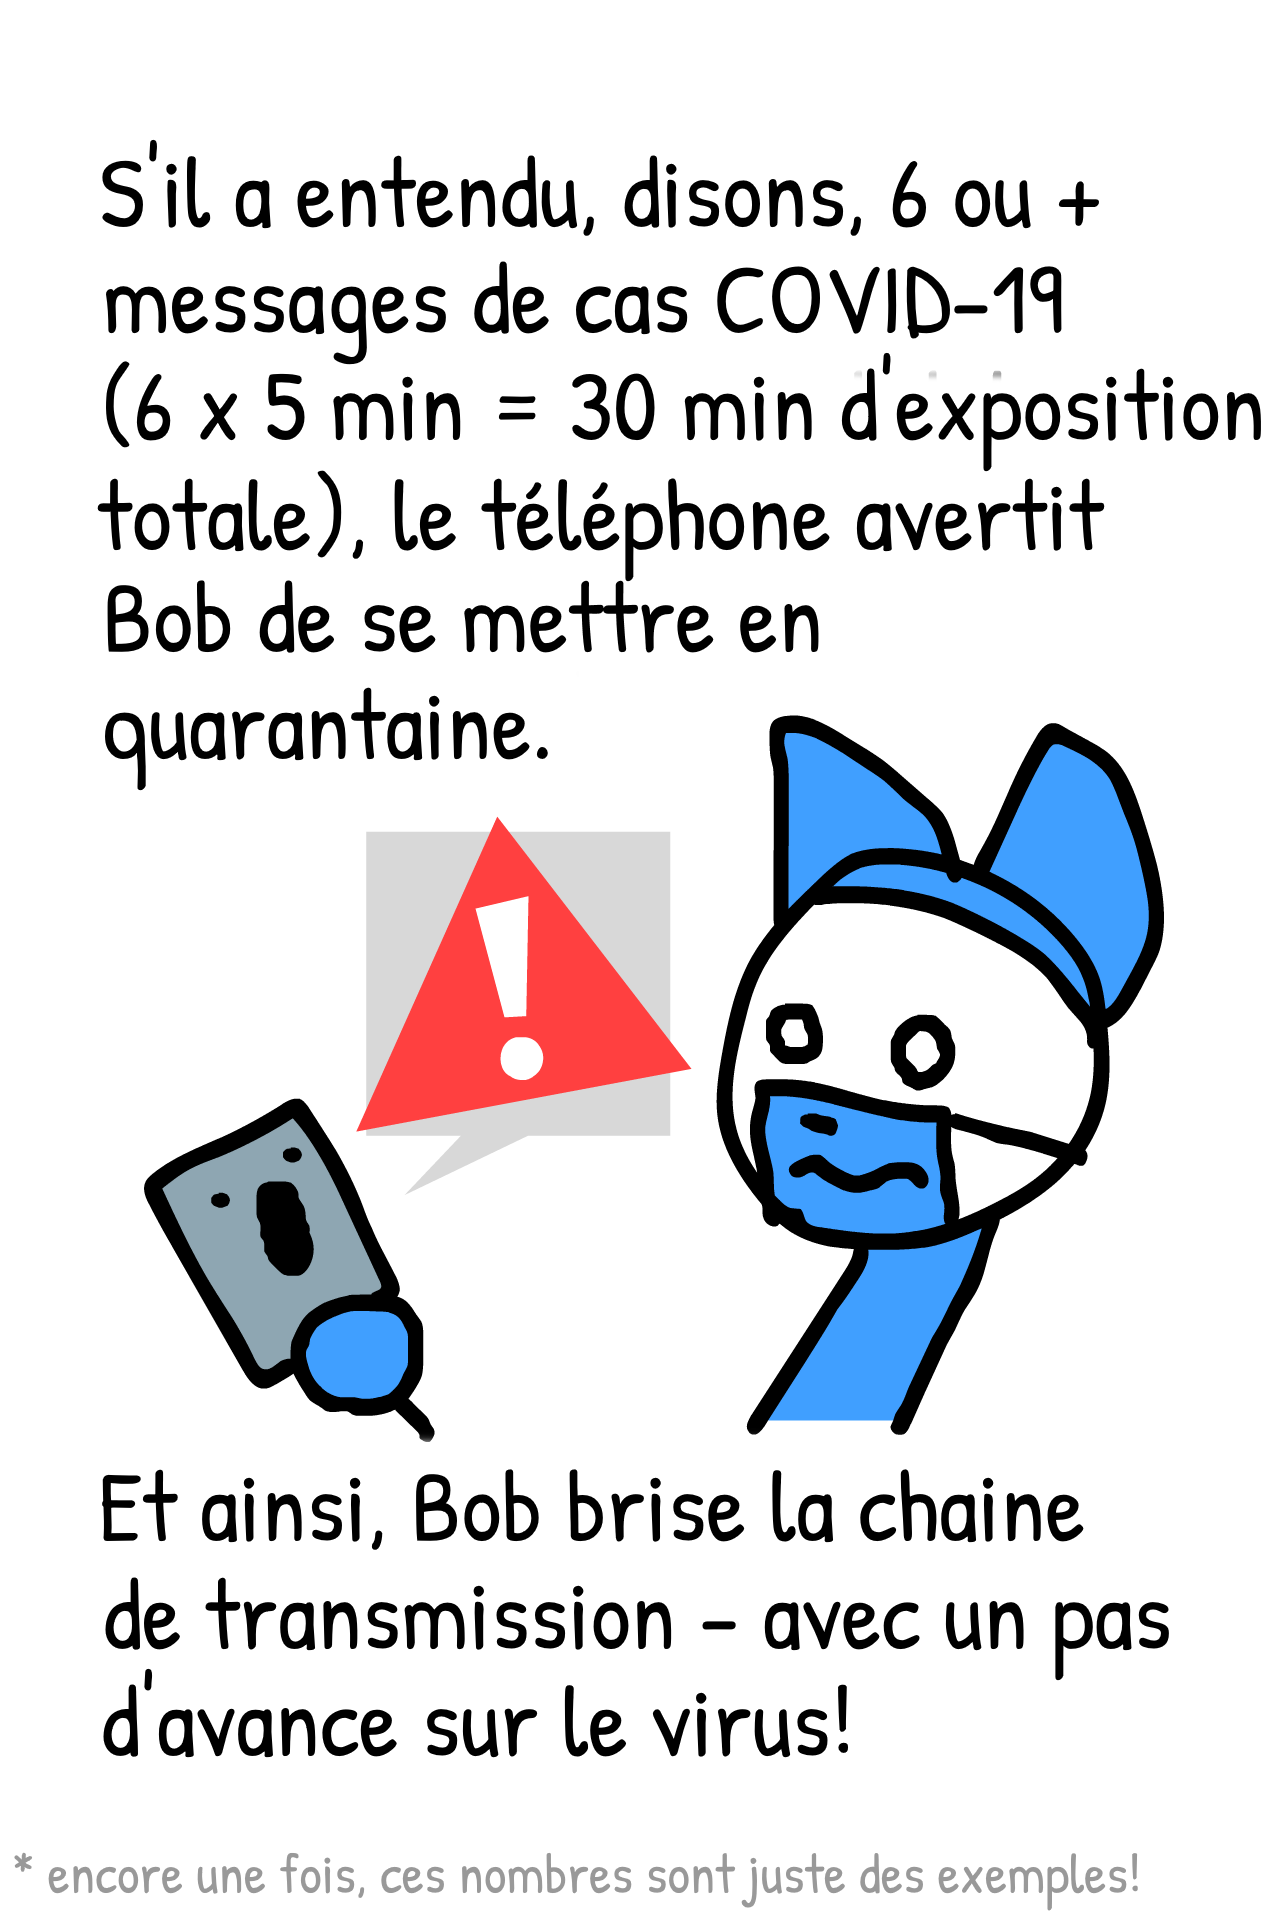 S'il a entendu, disons, 6 ou +
messages de cas COVID-19
(6 x 5 min = 30 min d'exposition
totale), le téléphone avertit
Bob de se mettre en
quarantaine.
!
Et ainsi, Bob brise la chaine
de transmission - avec un pas
d'avance sur le virus!
* encore une fois, ces nombres sont juste des exemples!